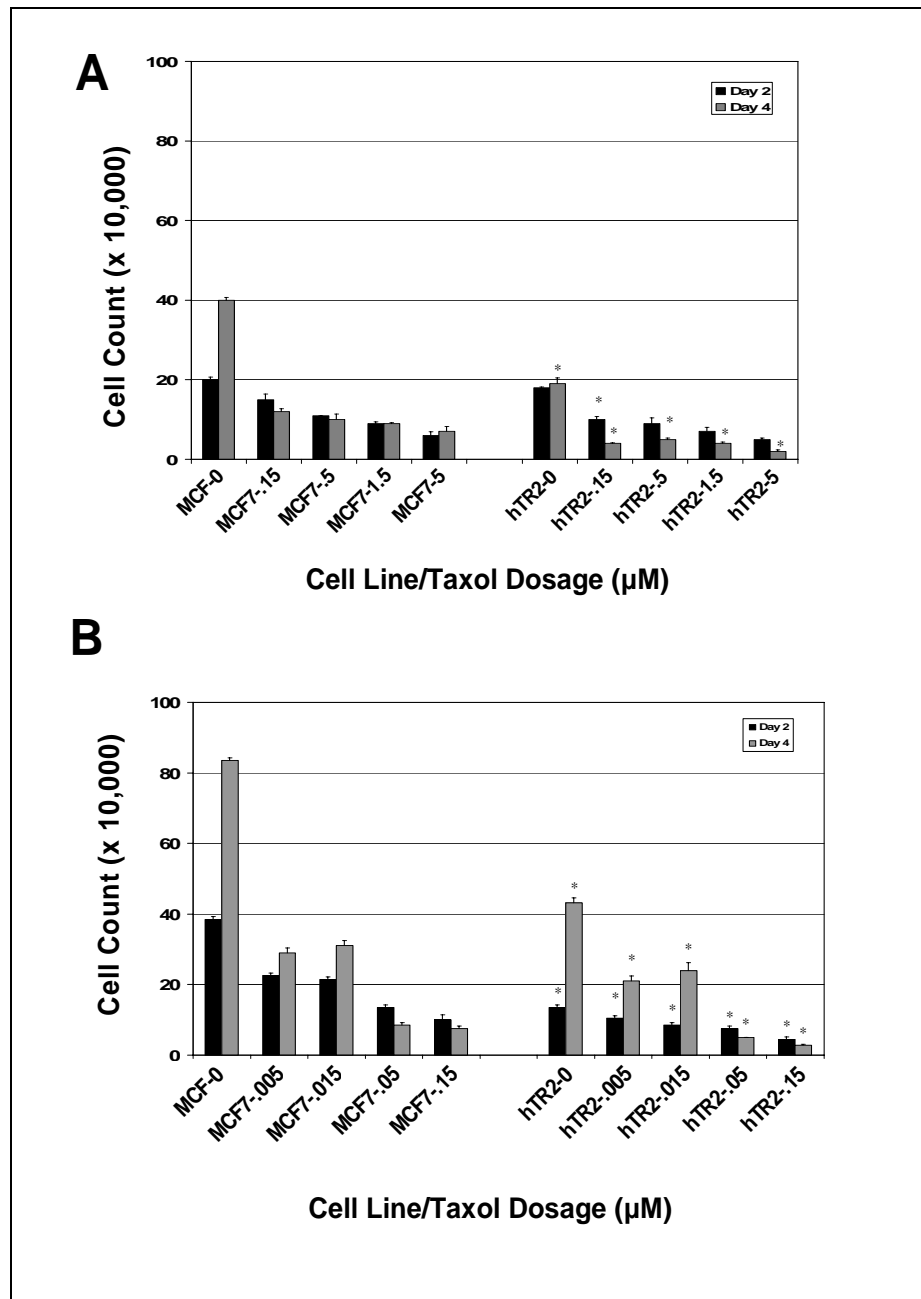 A
100
80
60
40
20
0
Cell Count (x 10,000)
Day 2
Day 4
*
*
*
*
*
*
*
MCF-0
MCF7-.15
MCF7-.5
MCF7-1.5
MCF7-5
hTR2-0
hTR2-.15
hTR2-.5
hTR2-1.5
hTR2-5
Cell Line/Taxol Dosage (µM)
B
100
80
60
40
20
0
Cell Count (x 10,000)
Day 2
Day 4
*
*
*
*
*
*
*
*
*
*
MCF-0
MCF7-.005
MCF7-.015
MCF7-.05
MCF7-.15
hTR2-0
hTR2-.005
hTR2-.015
hTR2-.05
hTR2-.15
Cell Line/Taxol Dosage (µM)